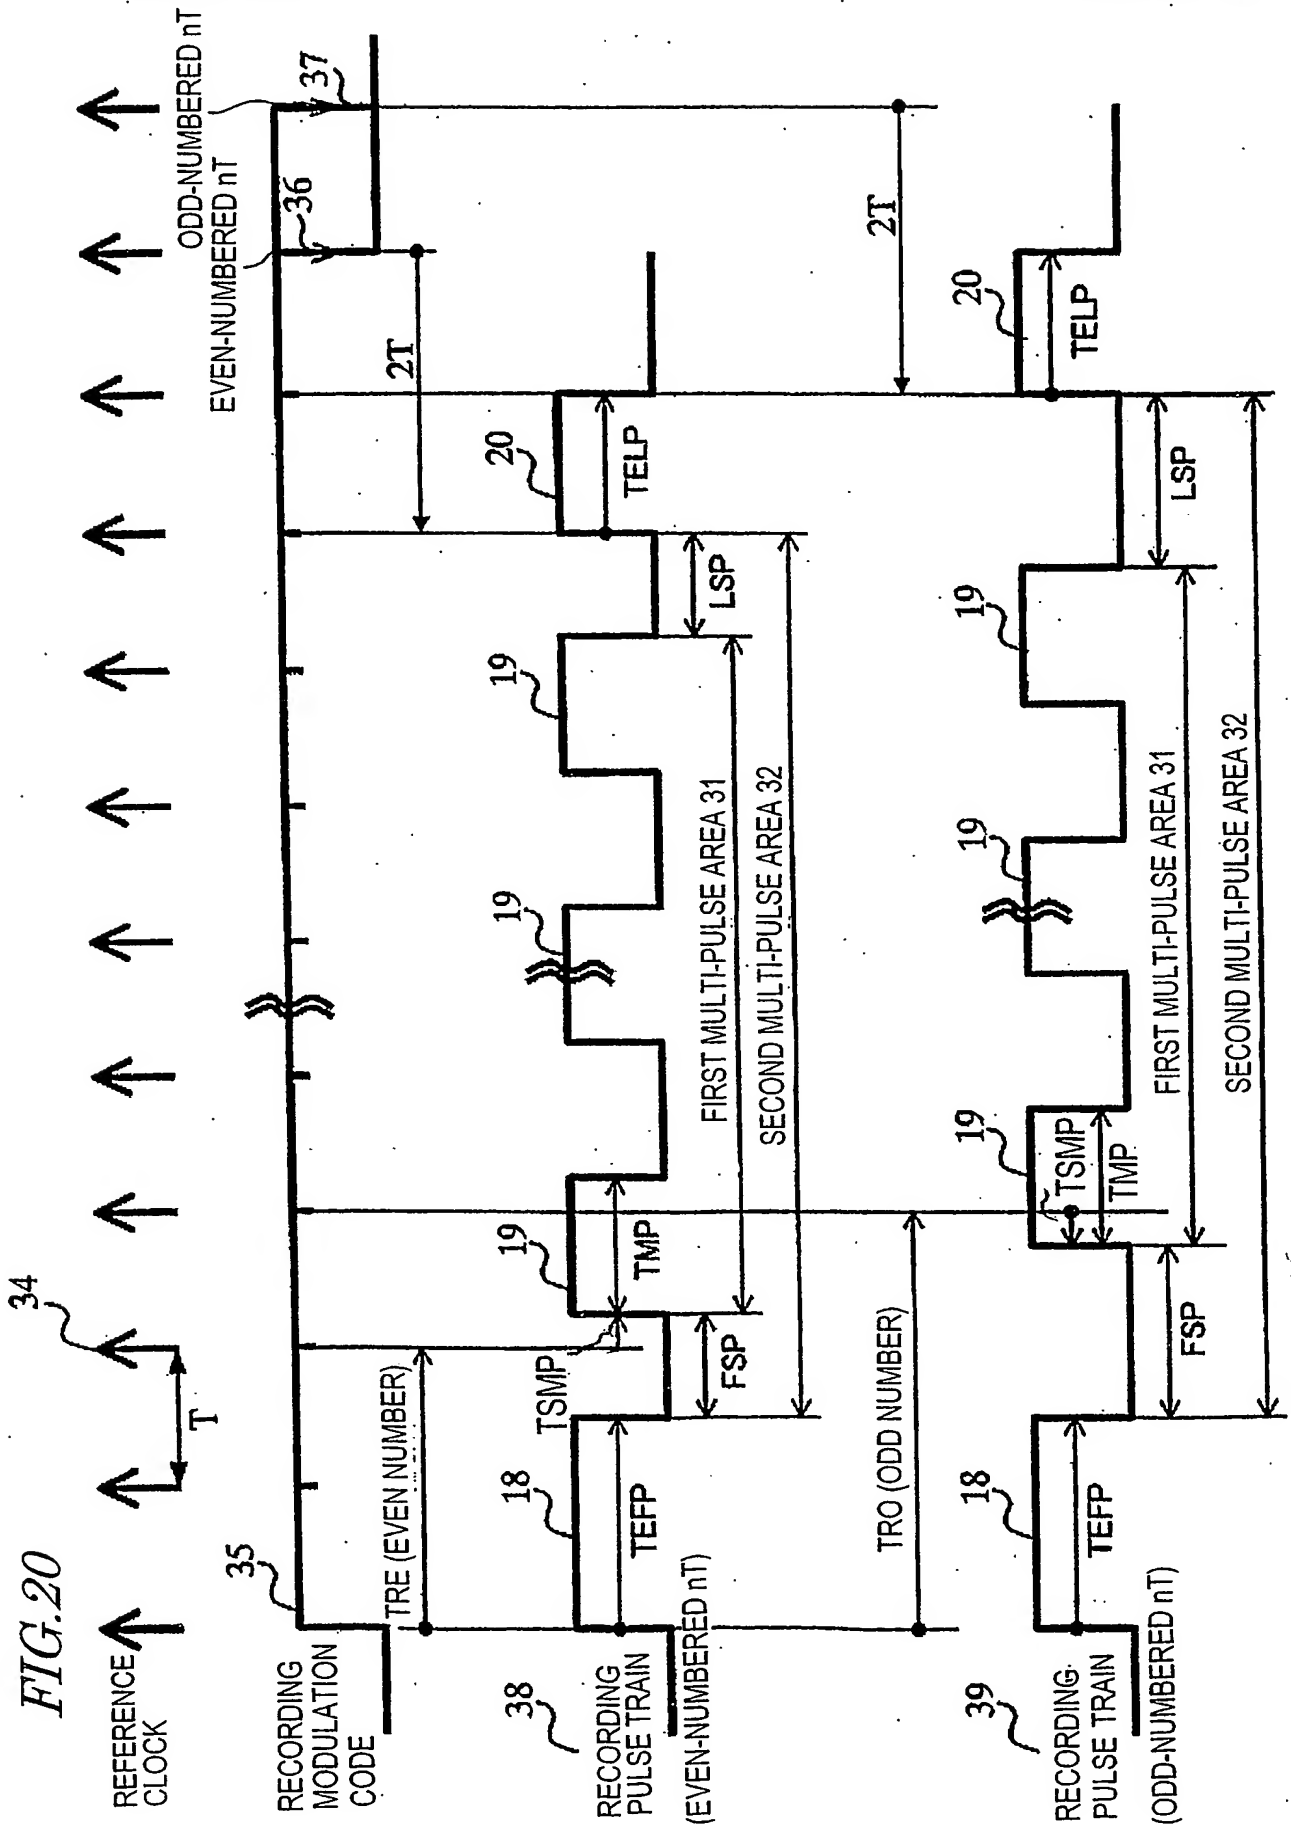 FIG.20
REFERENCE
CLOCK
34
T
RECORDING
MODULATION
CODE
35
ODD-NUMBERED nT
EVEN-NUMBERED nT
36
37
TRE (EVEN NUMBER)
2T
38
RECORDING
PULSE TRAIN
(EVEN-NUMBERED nT)
18
TEFP
TSMP
FSP
19
TMP
19
19
20
TELP
LSP
FIRST MULTI-PULSE AREA 31
SECOND MULTI-PULSE AREA 32
TRO (ODD NUMBER)
2T
39
RECORDING
PULSE TRAIN
(ODD-NUMBERED nT)
18
TEFP
FSP
19
TSMP
TMP
19
19
20
TELP
LSP
FIRST MULTI-PULSE AREA 31
SECOND MULTI-PULSE AREA 32